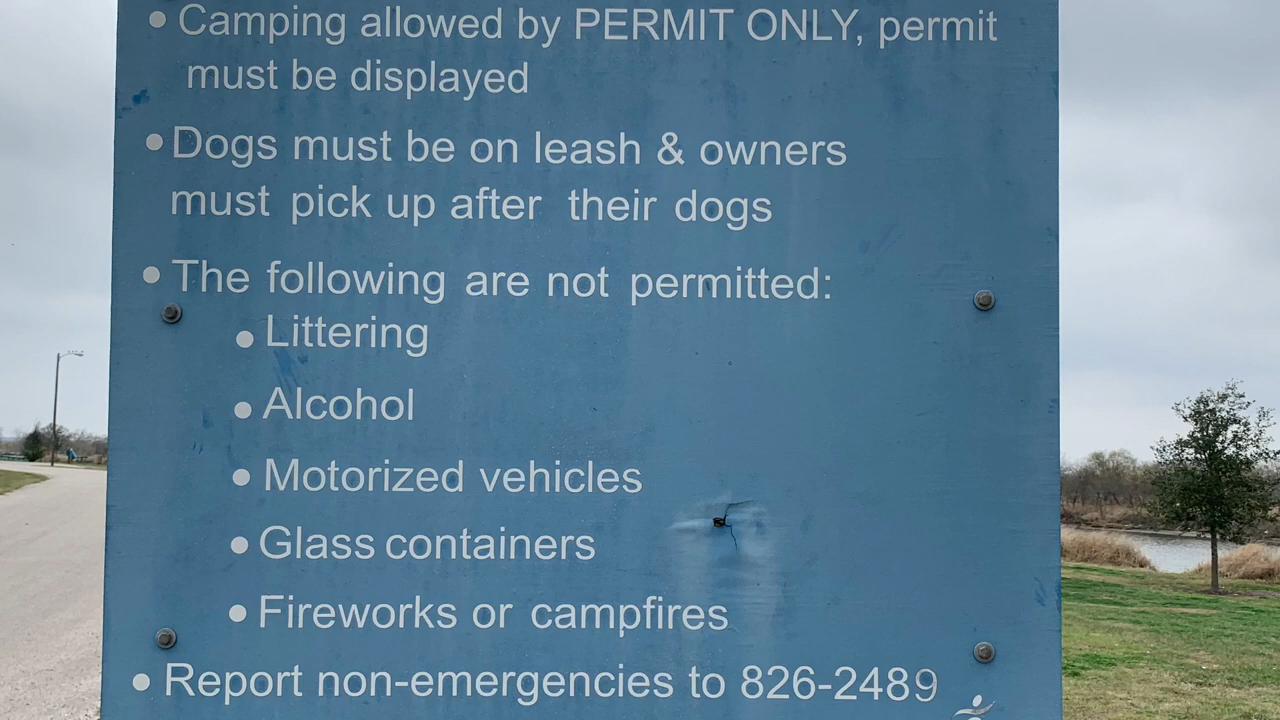 • Camping allowed by PERMIT ONLY, permit
must be displayed
• Dogs must be on leash & owners
must pick up after their dogs
• The following are not permitted:
• Littering
• Alcohol
• Motorized vehicles
• Glass containers
• Fireworks or campfires
• Report non-emergencies to 826-2489